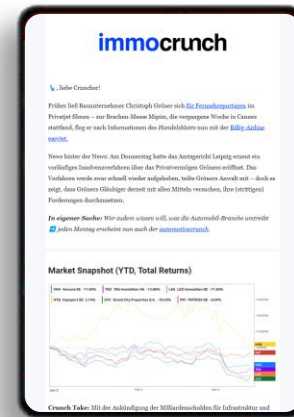 immocrunch
, liebe Cruncher!
Früher ließ Bauunternehmer Christoph Gröner sich für Fernsehreportagen im
Privatjet filmen – zur Branchen-Messe Mipim, die vergangene Woche in Cannes
stattfand, flog er nach Informationen des Handelsblatts nun mit der Billig-Airline
easyJet.
News hinter der News: Am Donnerstag hatte das Amtsgericht Leipzig erneut ein
vorläufiges Insolvenzverfahren über das Privatvermögen Gröners eröffnet. Das
Verfahren werde zwar schnell wieder aufgehoben, teilte Gröners Anwalt mit – doch es
zeigt, dass Gröners Gläubiger derzeit mit allen Mitteln versuchen, ihre (strittigen)
Forderungen durchzusetzen.
In eigener Sache: Wer zudem wissen will, was die Automobil-Branche umtreibt
jeden Montag erscheint nun auch der automotivecrunch.
Market Snapshot (YTD, Total Returns)
Crunch Take: Mit der Ankündigung der Milliardenschulden für Infrastruktur und